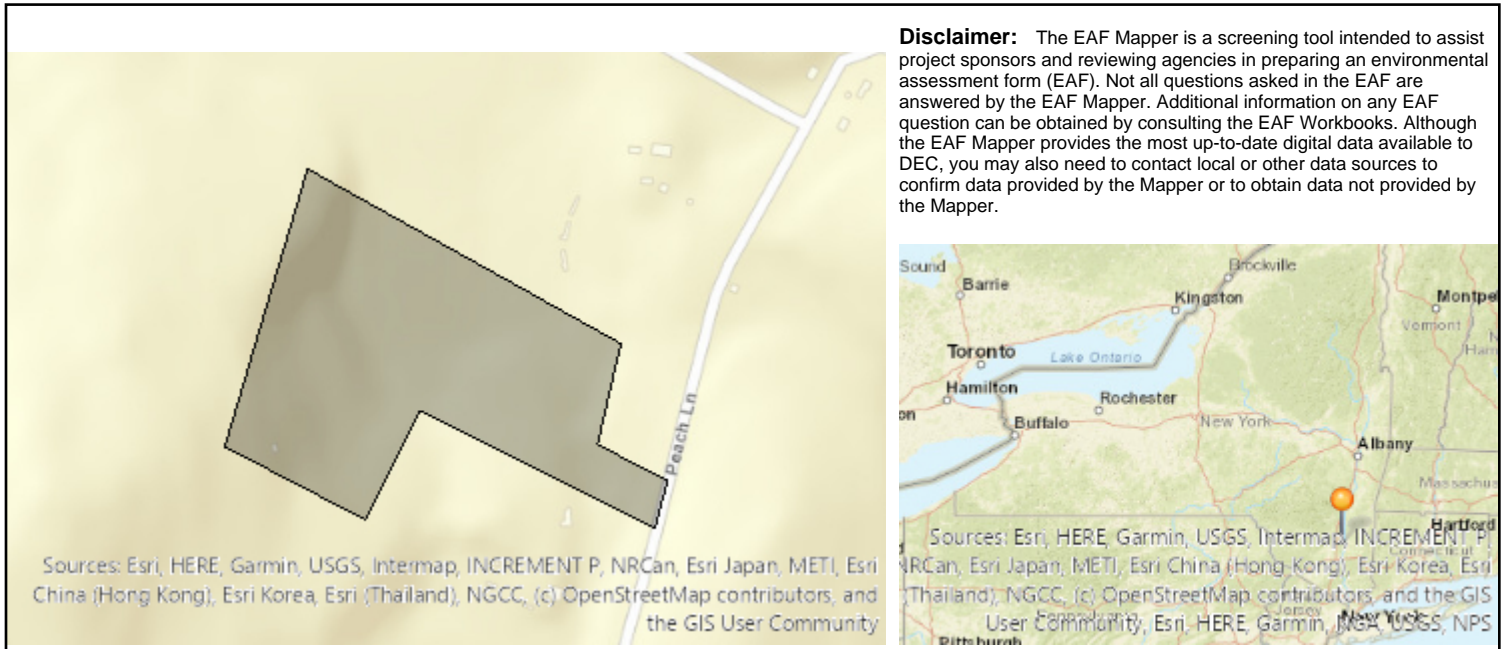 Disclaimer: The EAF Mapper is a screening tool intended to assist
project sponsors and reviewing agencies in preparing an environmental
assessment form (EAF). Not all questions asked in the EAF are
answered by the EAF Mapper. Additional information on any EAF
question can be obtained by consulting the EAF Workbooks. Although
the EAF Mapper provides the most up-to-date digital data available to
DEC, you may also need to contact local or other data sources to
confirm data provided by the Mapper or to obtain data not provided by
the Mapper.
Peach Ln
Sources: Esri, HERE, Garmin, USGS, Intermap, INCREMENT P, NRCan, Esri Japan, METI, Esri
China (Hong Kong), Esri Korea, Esri (Thailand), NGCC, (c) OpenStreetMap contributors, and
the GIS User Community
Sound
Barrie
Brockville
Kingston
Montpel
Vermont
Toronto
Lake Ontario
Ham
Hamilton
Rochester
on
Buffalo
New York
Albany
Massachus
Hartford
Connecticut
Sources: Esri, HERE, Garmin, USGS, Intermap, INCREMENT P,
NRCan, Esri Japan, METI, Esri China (Hong Kong), Esri Korea, Esri
(Thailand), NGCC, (c) OpenStreetMap contributors, and the GIS
User Community, Esri, HERE, Garmin, NGA, USGS, NPS
Pennsylvania
Jersey
New York
Pittsburgh